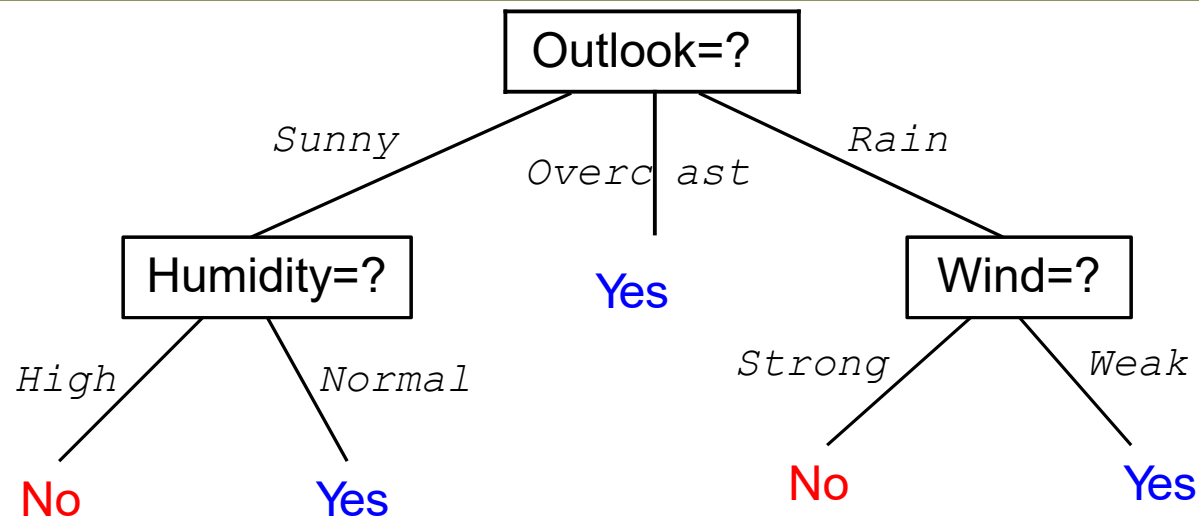 Outlook=?
Sunny
Overc ast
Rain
Humidity=?
Yes
Wind=?
High
Normal
Strong
Weak
No
Yes
No
Yes